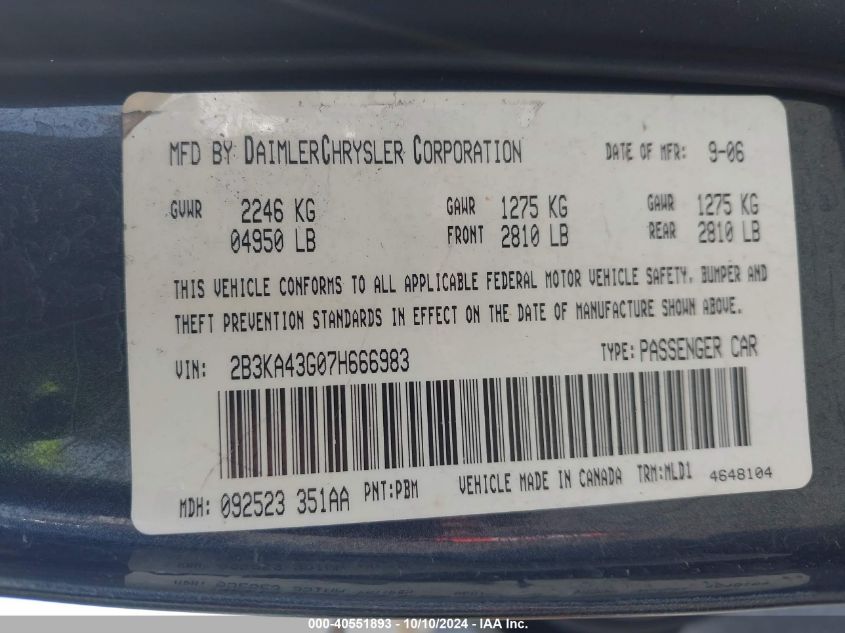 MFD BY DAIMLERCHRYSLER CORPORATION DATE OF MFR: 9-06
GVWR 2246 KG GAWR 1275 KG GAWR 1275 KG
04950 LB FRONT 2810 LB REAR 2810 LB
THIS VEHICLE CONFORMS TO ALL APPLICABLE FEDERAL MOTOR VEHICLE SAFETY, BUMPER AND
THEFT PREVENTION STANDARDS IN EFFECT ON THE DATE OF MANUFACTURE SHOWN ABOVE.
VIN: 2B3KA43G07H666983 TYPE: PASSENGER CAR
MDH: 092523 351AA PNT:PBM VEHICLE MADE IN CANADA TRM:MLD1 4648104
000-40551893 - 10/10/2024 - IAA, Inc.